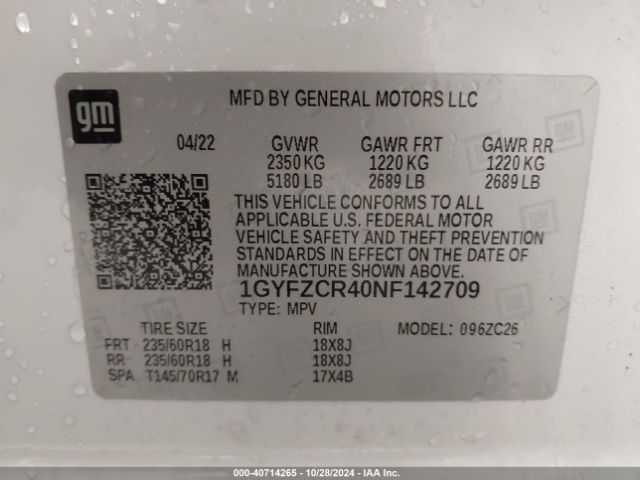 gm
MFD BY GENERAL MOTORS LLC
04/22 GVWR GAWR FRT GAWR RR
2350 KG 1220 KG 1220 KG
5180 LB 2689 LB 2689 LB
THIS VEHICLE CONFORMS TO ALL
APPLICABLE U.S. FEDERAL MOTOR
VEHICLE SAFETY AND THEFT PREVENTION
STANDARDS IN EFFECT ON THE DATE
OF MANUFACTURE SHOWN ABOVE.
1GYFZCR40NF142709
TYPE: MPV MODEL: 096ZC26
TIRE SIZE RIM
FRT 235/60R18 H 18X8J
RR 235/60R18 H 18X8J
SPA T145/70R17 M 17X4B
000-40714265 - 10/28/2024 - IAA Inc.